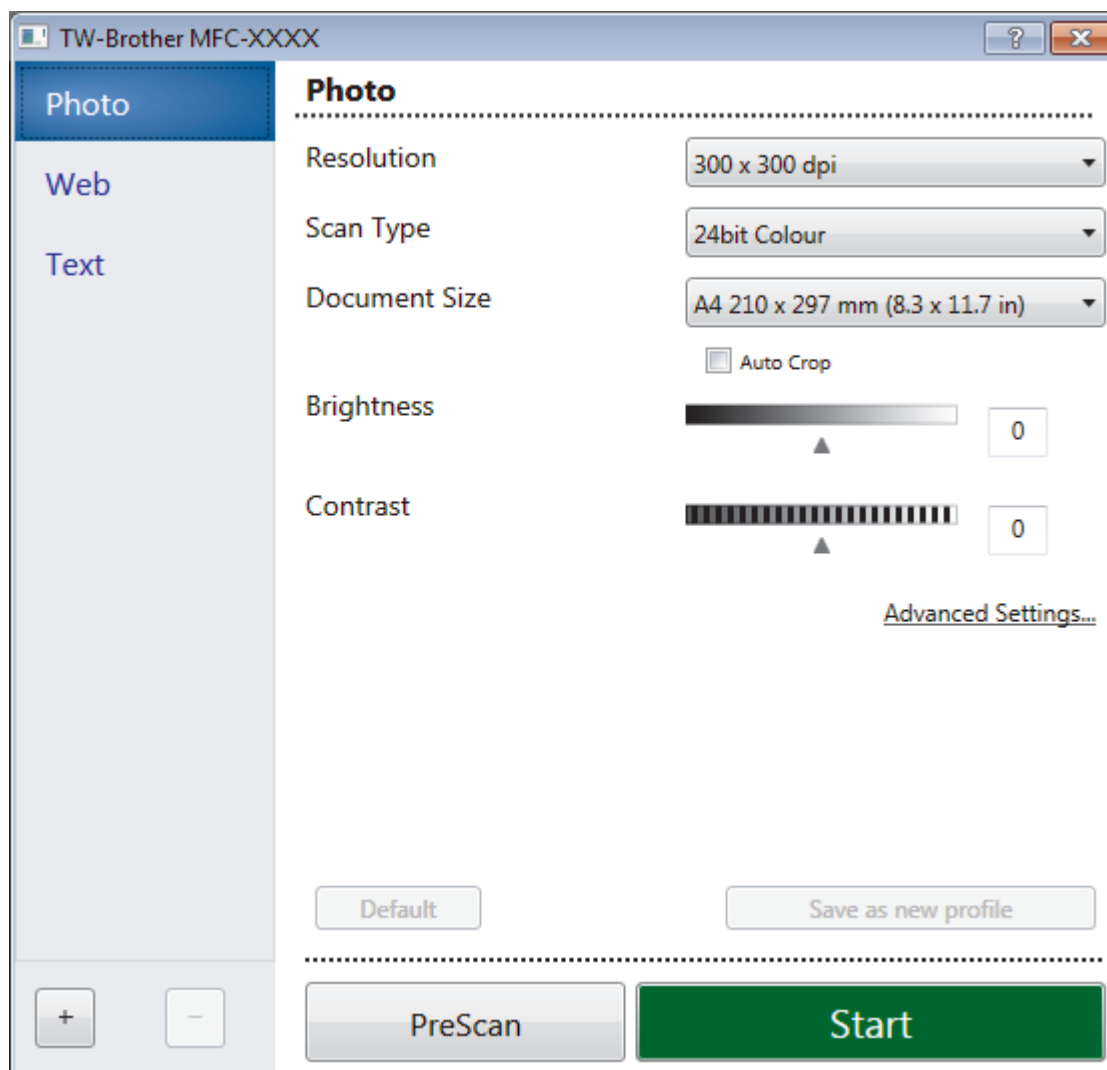 TW-Brother MFC-XXXX
?
Photo
Web
Text
Photo
Resolution
300 x 300 dpi
Scan Type
24bit Colour
Document Size
A4 210 x 297 mm (8.3 x 11.7 in)
Auto Crop
Brightness
0
Contrast
0
Advanced Settings...
Default
Save as new profile
+
−
PreScan
Start